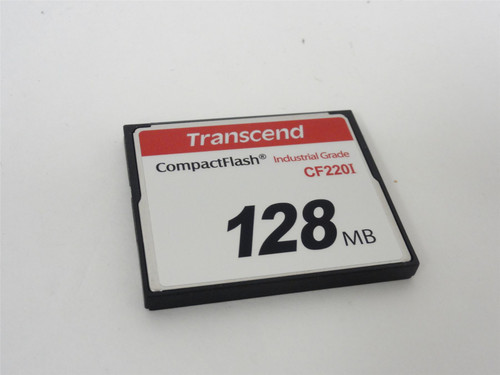 Transcend
CompactFlash® Industrial Grade
CF220I
128 MB